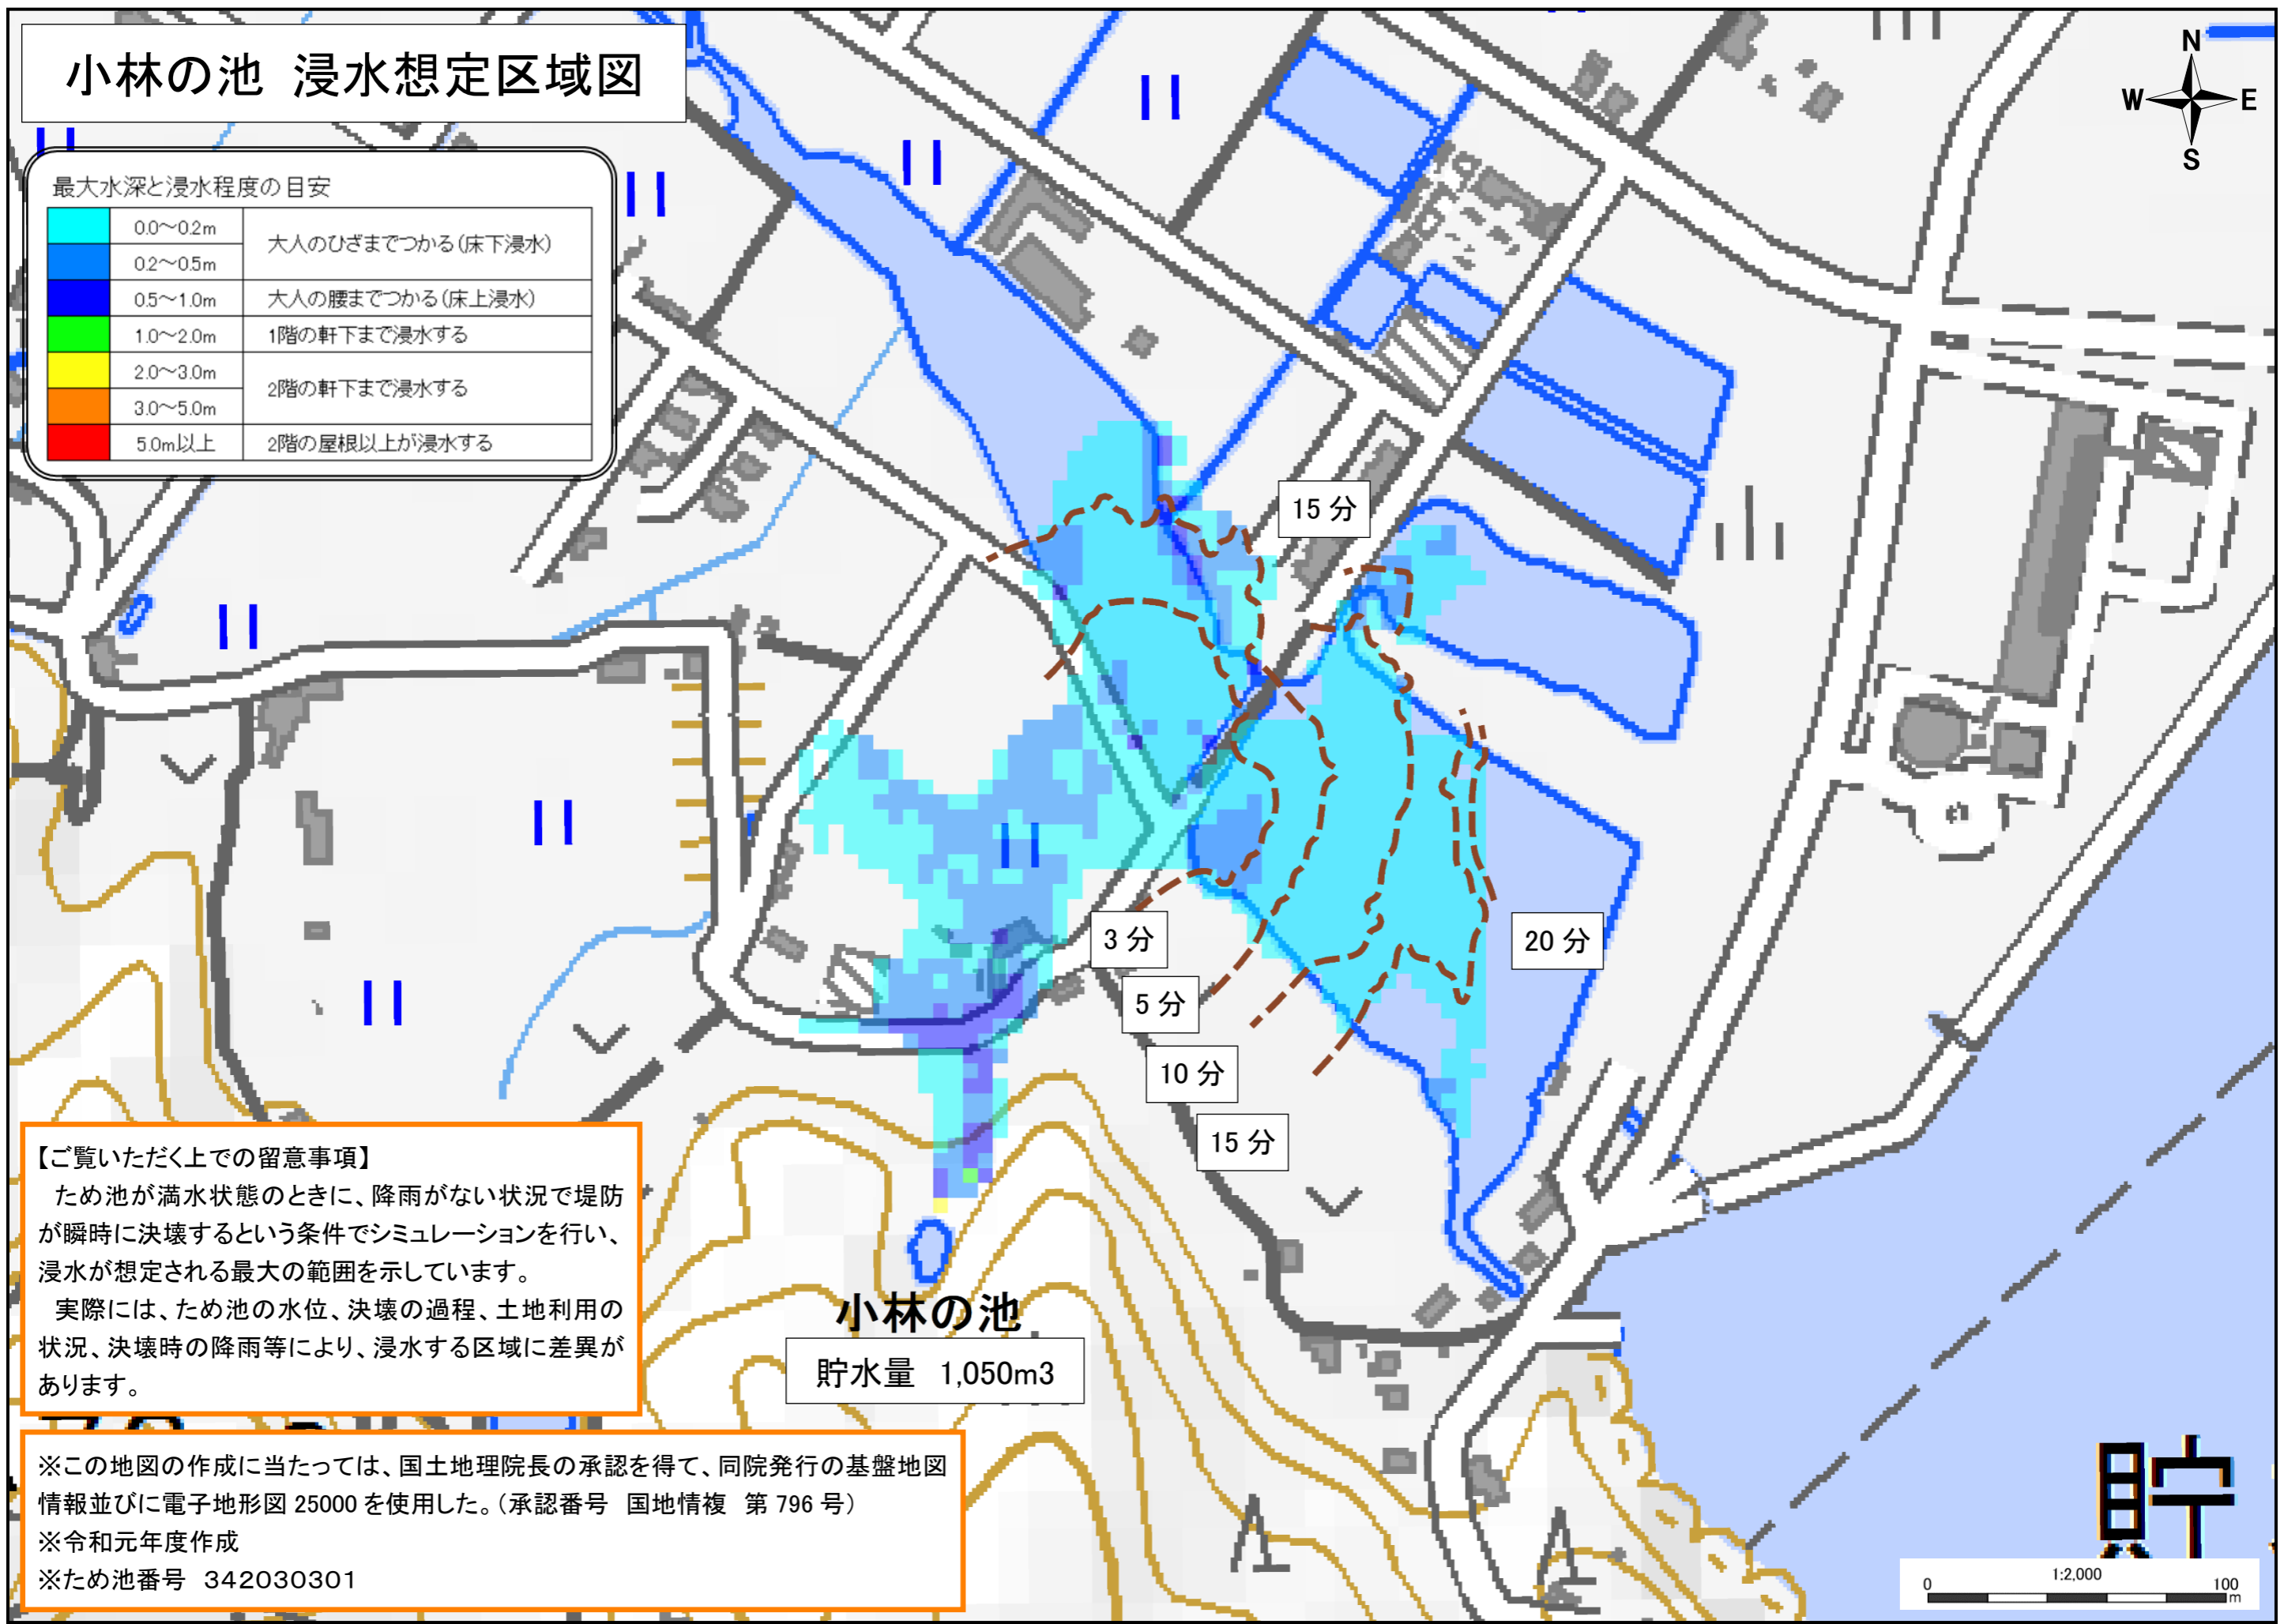 小林の池 浸水想定区域図
N
W E
S
最大水深と浸水程度の目安
0.0～0.2m
大人のひざまでつかる(床下浸水)
0.2～0.5m
0.5～1.0m 大人の腰までつかる(床上浸水)
1.0～2.0m 1階の軒下まで浸水する
2.0～3.0m
2階の軒下まで浸水する
3.0～5.0m
5.0m以上 2階の屋根以上が浸水する
15 分
3 分
20 分
5 分
10 分
15 分
【ご覧いただく上での留意事項】
ため池が満水状態のときに、降雨がない状況で堤防
が瞬時に決壊するという条件でシミュレーションを行い、
浸水が想定される最大の範囲を示しています。
実際には、ため池の水位、決壊の過程、土地利用の
状況、決壊時の降雨等により、浸水する区域に差異が
あります。
小林の池
貯水量 1,050m3
※この地図の作成に当たっては、国土地理院長の承認を得て、同院発行の基盤地図
情報並びに電子地形図 25000 を使用した。(承認番号 国地情複 第 796 号)
※令和元年度作成
※ため池番号 342030301
貯
1:2,000
0 100
m